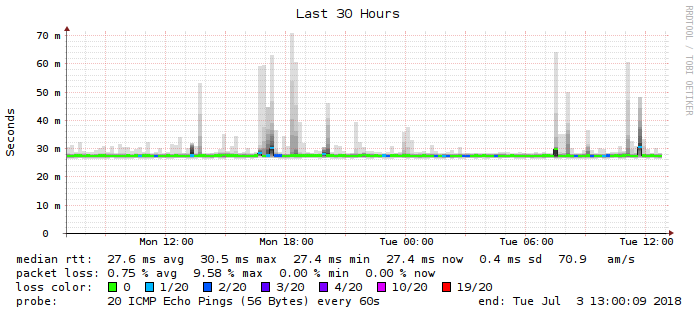 Last 30 Hours
RRDTOOL / TOBI OETIKER
Seconds
70 m
60 m
50 m
40 m
30 m
20 m
10 m
0
Mon 12:00 Mon 18:00 Tue 00:00 Tue 06:00 Tue 12:00
median rtt: 27.6 ms avg 30.5 ms max 27.4 ms min 27.4 ms now 0.4 ms sd 70.9 am/s
packet loss: 0.75 % avg 9.58 % max 0.00 % min 0.00 % now
loss color: 0 1/20 2/20 3/20 4/20 10/20 19/20
probe: 20 ICMP Echo Pings (56 Bytes) every 60s end: Tue Jul 3 13:00:09 2018